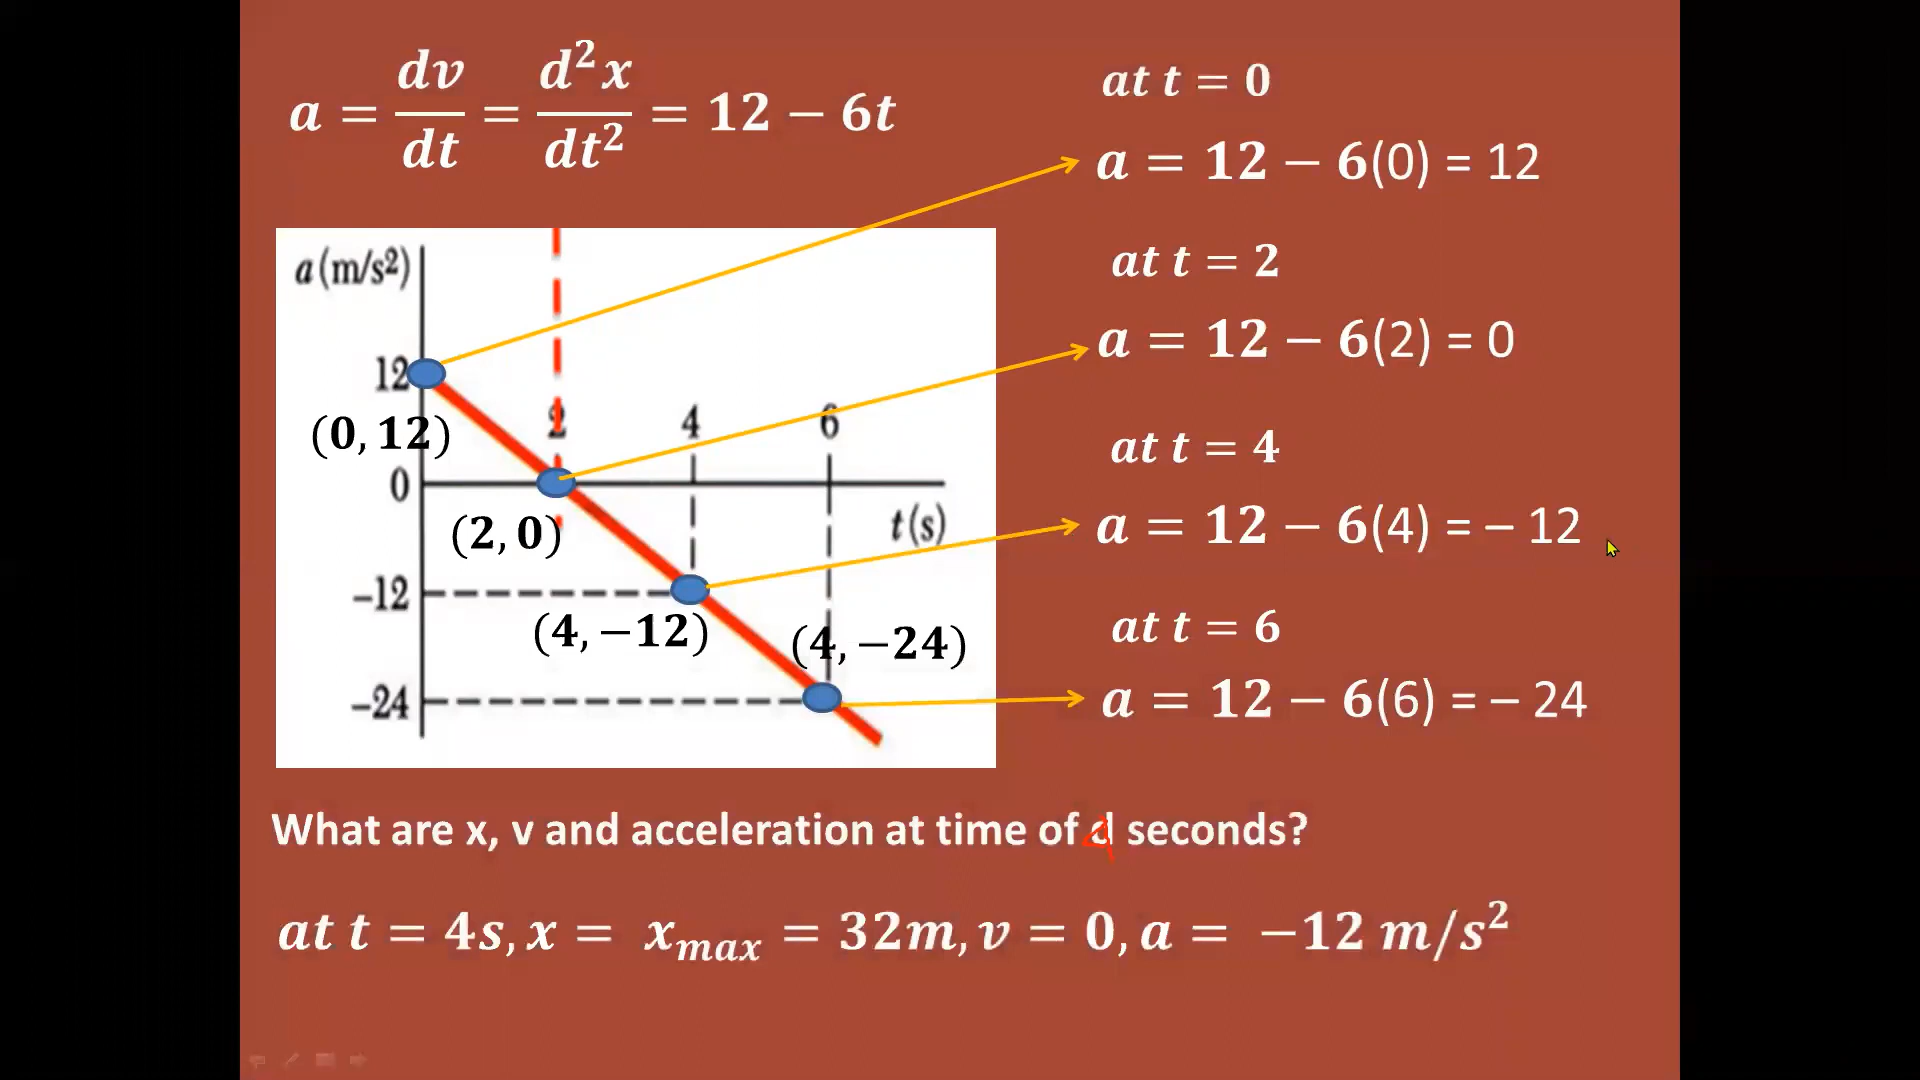 a = dv/dt = d²x/dt² = 12 − 6t
at t = 0
a = 12 − 6(0) = 12
at t = 2
a = 12 − 6(2) = 0
at t = 4
a = 12 − 6(4) = − 12
at t = 6
a = 12 − 6(6) = − 24
a (m/s²)
12
(0, 12)
2 4 6
0
(2, 0)
t (s)
−12
(4, −12)
(4, −24)
−24
What are x, v and acceleration at time of 4 seconds?
at t = 4s, x = xₘₐₓ = 32m, v = 0, a = −12 m/s²